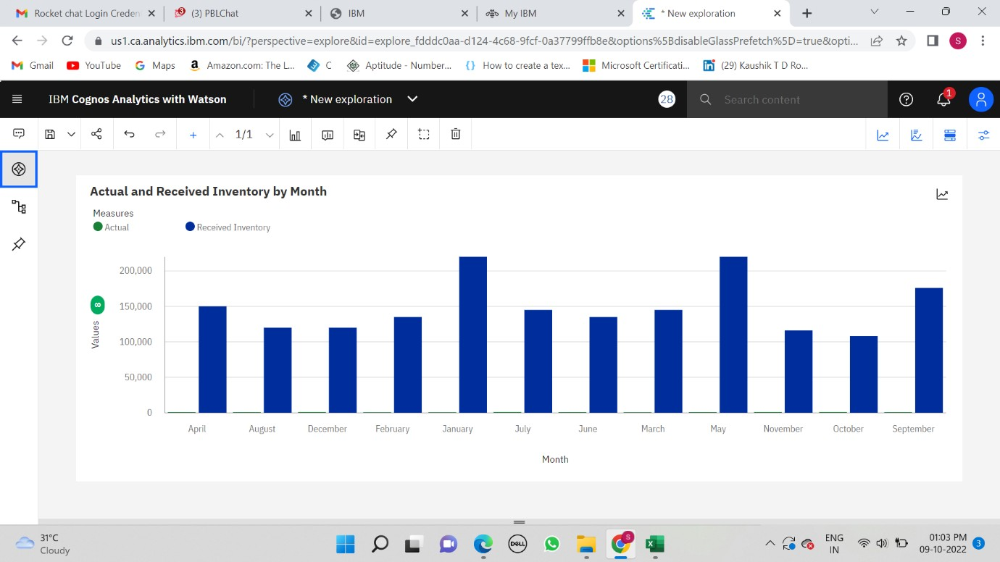 Rocket chat Login Creden
3
(3) PBLChat
IBM
My IBM
* New exploration
us1.ca.analytics.ibm.com/bi/?perspective=explore&id=explore_fdddc0aa-d124-4c68-9fcf-0a37799ffb8e&options%5BdisableGlassPrefetch%5D=true&opti...
S
Gmail
YouTube
Maps
Amazon.com: The L...
C
Aptitude - Number...
How to create a tex...
Microsoft Certificati...
(29) Kaushik T D Ro...
IBM Cognos Analytics with Watson
* New exploration
28
Search content
1
1/1
Actual and Received Inventory by Month
Measures
Actual
Received Inventory
200,000
150,000
100,000
50,000
0
8
Values
April
August
December
February
January
July
June
March
May
November
October
September
Month
31°C
Cloudy
DELL
S
ENG
IN
01:03 PM
09-10-2022
3